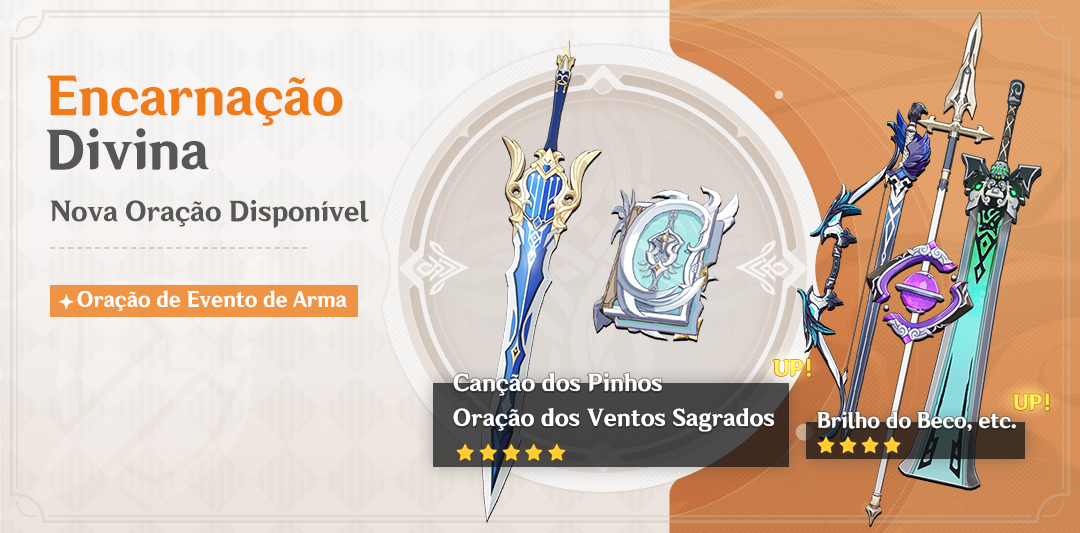 Encarnação
Divina
Nova Oração Disponível
Oração de Evento de Arma
Canção dos Pinhos
Oração dos Ventos Sagrados
UP!
Brilho do Beco, etc.
UP!